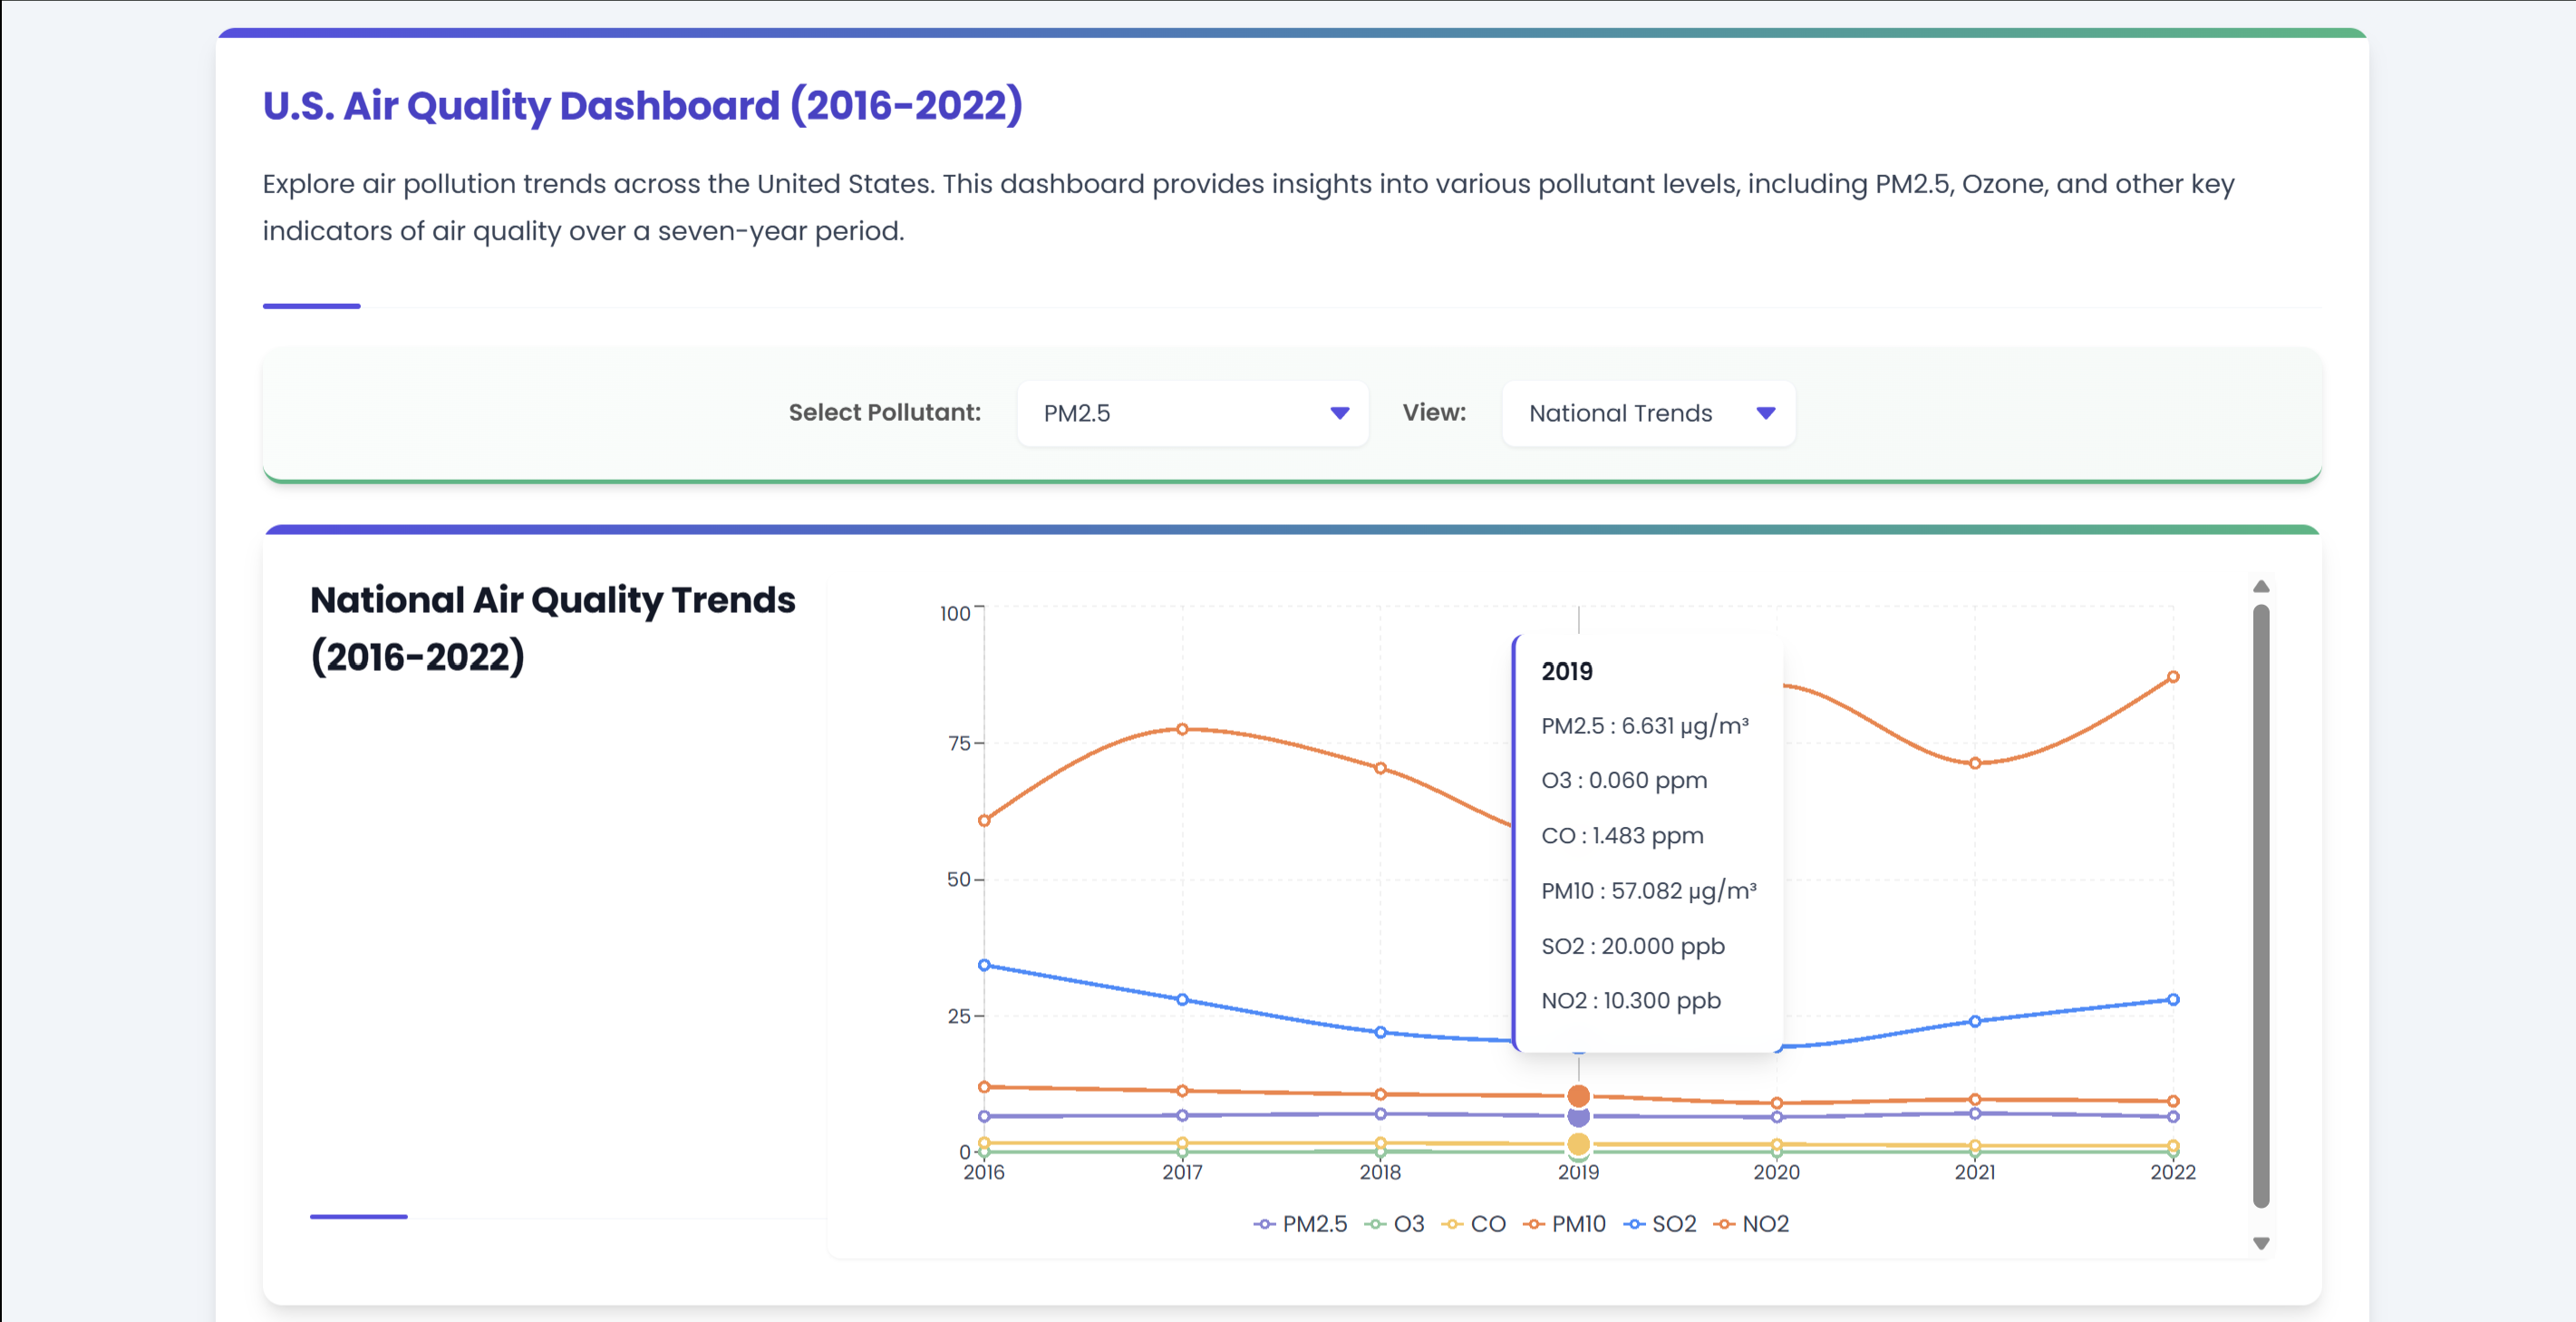 U.S. Air Quality Dashboard (2016-2022)
Explore air pollution trends across the United States. This dashboard provides insights into various pollutant levels, including PM2.5, Ozone, and other key
indicators of air quality over a seven-year period.
Select Pollutant: PM2.5 View: National Trends
National Air Quality Trends
(2016-2022)
100
75
50
25
0
2016 2017 2018 2019 2020 2021 2022
2019
PM2.5 : 6.631 µg/m³
O3 : 0.060 ppm
CO : 1.483 ppm
PM10 : 57.082 µg/m³
SO2 : 20.000 ppb
NO2 : 10.300 ppb
PM2.5 O3 CO PM10 SO2 NO2